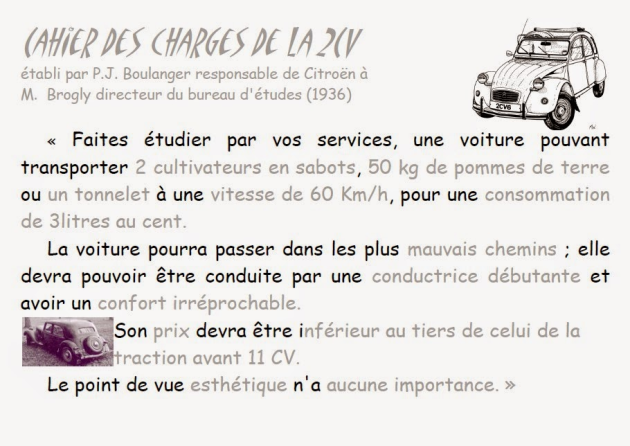 CAHIER DES CHARGES DE LA 2CV
établi par P.J. Boulanger responsable de Citroën à
M. Brogly directeur du bureau d'études (1936)
2CV6
« Faites étudier par vos services, une voiture pouvant
transporter 2 cultivateurs en sabots, 50 kg de pommes de terre
ou un tonnelet à une vitesse de 60 Km/h, pour une consommation
de 3litres au cent.
La voiture pourra passer dans les plus mauvais chemins ; elle
devra pouvoir être conduite par une conductrice débutante et
avoir un confort irréprochable.
Son prix devra être inférieur au tiers de celui de la
traction avant 11 CV.
Le point de vue esthétique n'a aucune importance. »